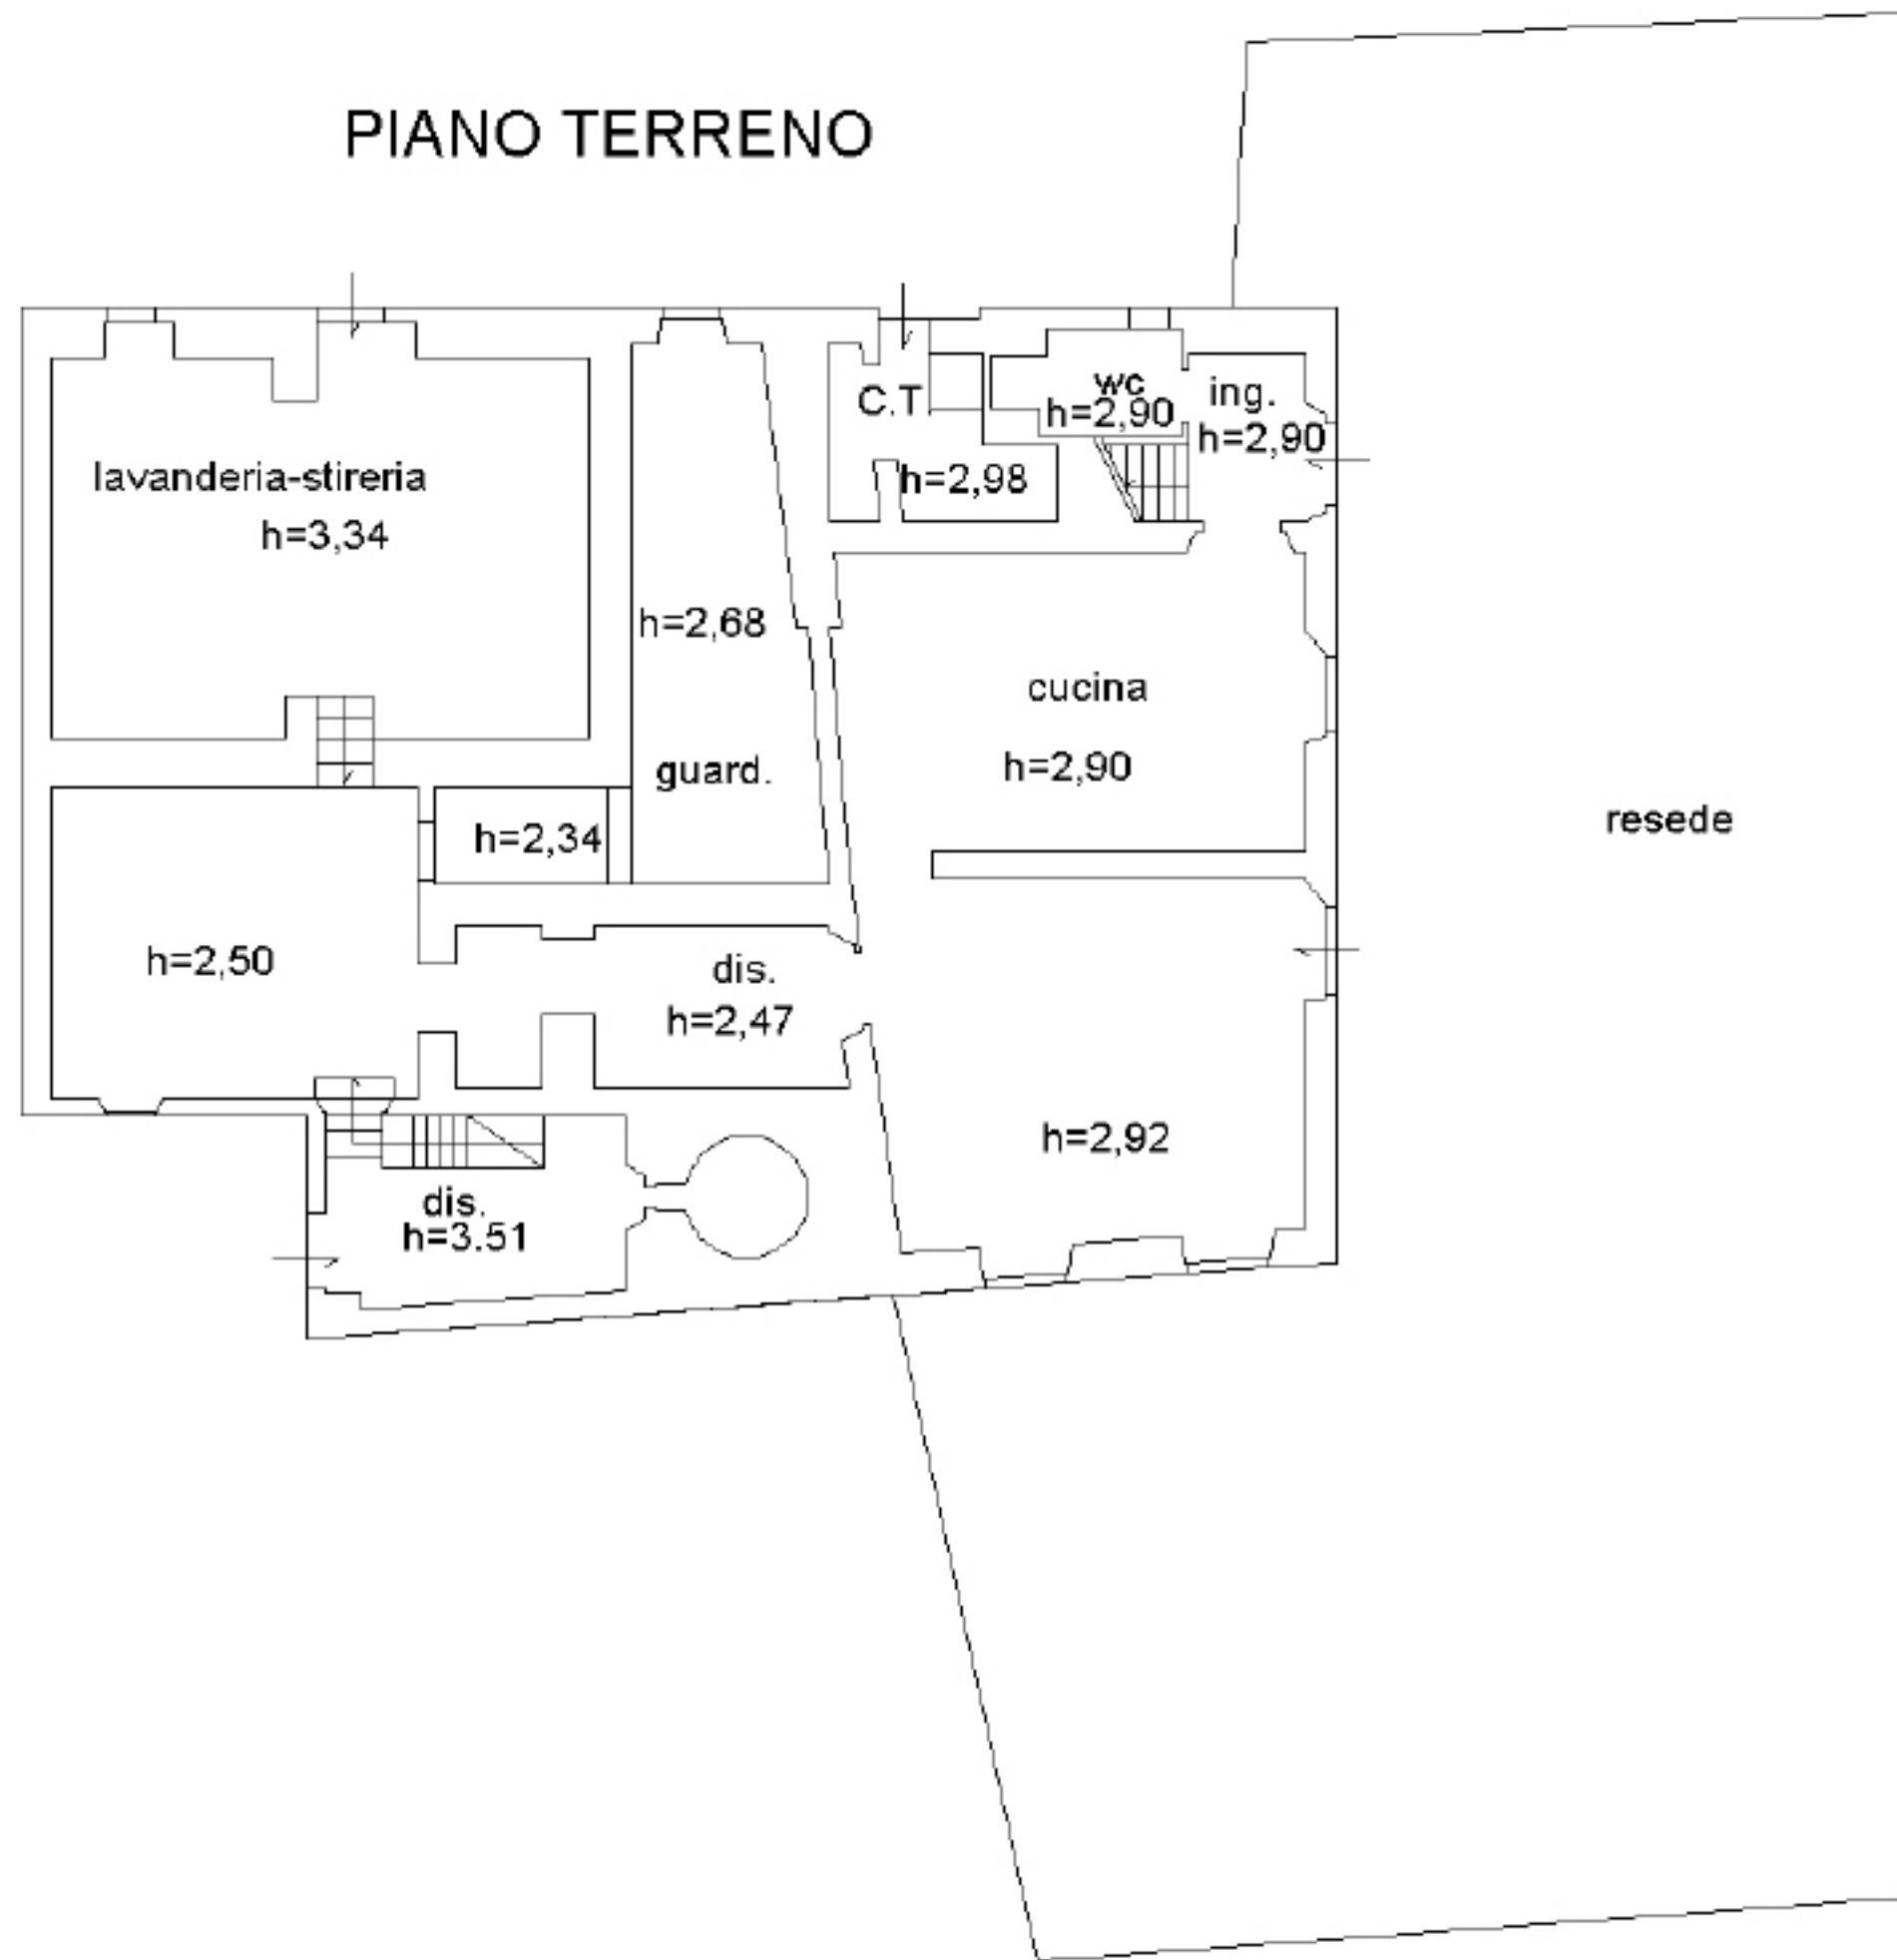 PIANO TERRENO
C.T
wc
h=2,90
ing.
h=2,90
lavanderia-stireria
h=3,34
h=2,98
h=2,68
cucina
h=2,90
guard.
resede
h=2,34
h=2,50
dis.
h=2,47
h=2,92
dis.
h=3.51